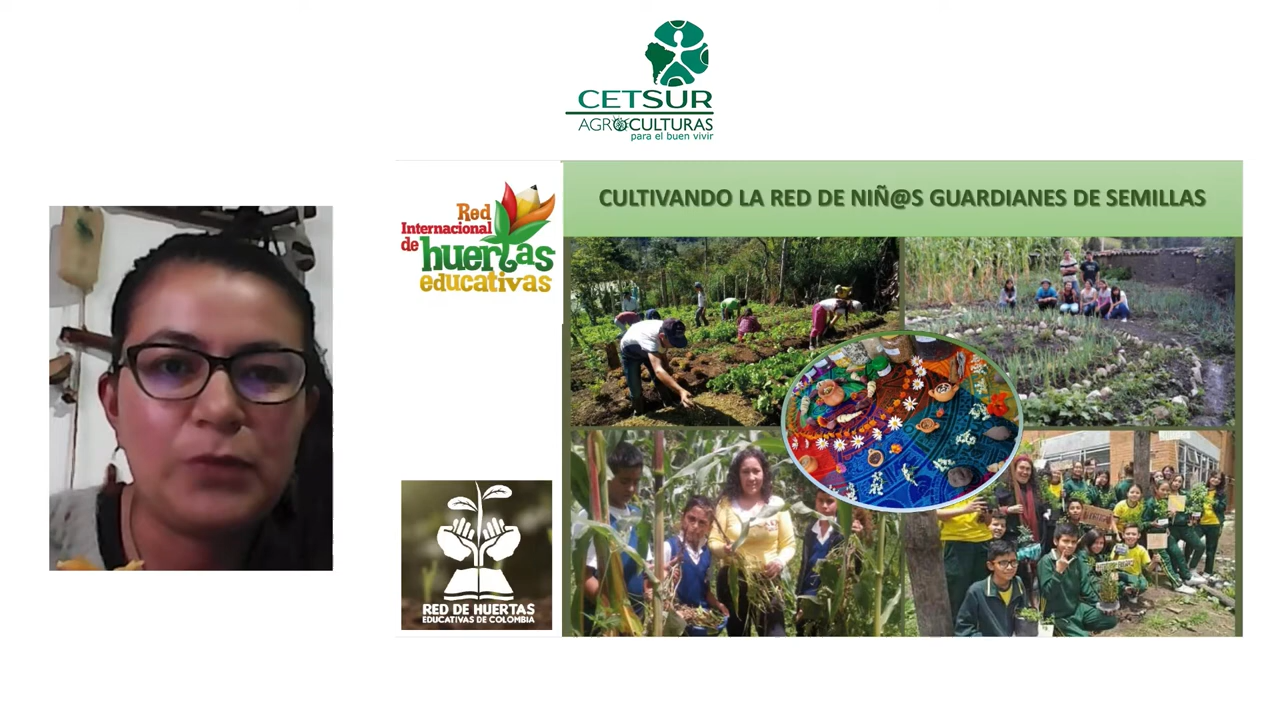 CETSUR
AGROCULTURAS
para el buen vivir
CULTIVANDO LA RED DE NIÑ@S GUARDIANES DE SEMILLAS
Red
Internacional
de huertas
educativas
RED DE HUERTAS
EDUCATIVAS DE COLOMBIA